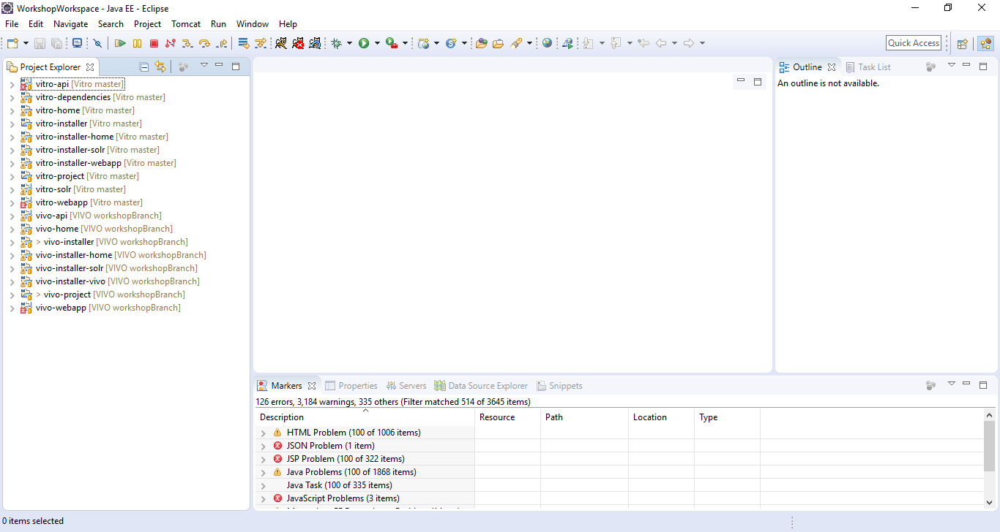 WorkshopWorkspace - Java EE - Eclipse
File Edit Navigate Search Project Tomcat Run Window Help
Quick Access
Project Explorer
vitro-api [Vitro master]
vitro-dependencies [Vitro master]
vitro-home [Vitro master]
vitro-installer [Vitro master]
vitro-installer-home [Vitro master]
vitro-installer-solr [Vitro master]
vitro-installer-webapp [Vitro master]
vitro-project [Vitro master]
vitro-solr [Vitro master]
vitro-webapp [Vitro master]
vivo-api [VIVO workshopBranch]
vivo-home [VIVO workshopBranch]
> vivo-installer [VIVO workshopBranch]
vivo-installer-home [VIVO workshopBranch]
vivo-installer-solr [VIVO workshopBranch]
vivo-installer-vivo [VIVO workshopBranch]
> vivo-project [VIVO workshopBranch]
vivo-webapp [VIVO workshopBranch]
Outline Task List
An outline is not available.
Markers Properties Servers Data Source Explorer Snippets
126 errors, 3,184 warnings, 335 others (Filter matched 514 of 3645 items)
Description Resource Path Location Type
HTML Problem (100 of 1006 items)
JSON Problem (1 item)
JSP Problem (100 of 322 items)
Java Problems (100 of 1868 items)
Java Task (100 of 335 items)
JavaScript Problems (3 items)
0 items selected